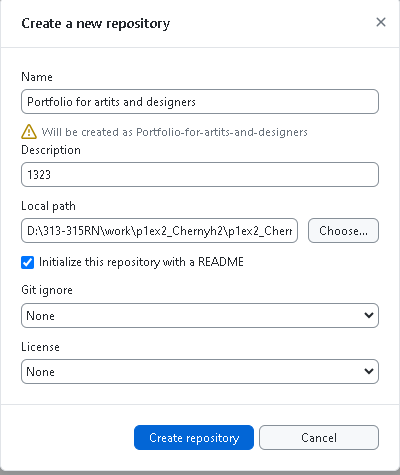 Create a new repository
Name
Portfolio for artits and designers
Will be created as Portfolio-for-artits-and-designers
Description
1323
Local path
D:\313-315RN\work\p1ex2_Chernyh2\p1ex2_Cherr
Choose...
Initialize this repository with a README
Git ignore
None
License
None
Create repository
Cancel